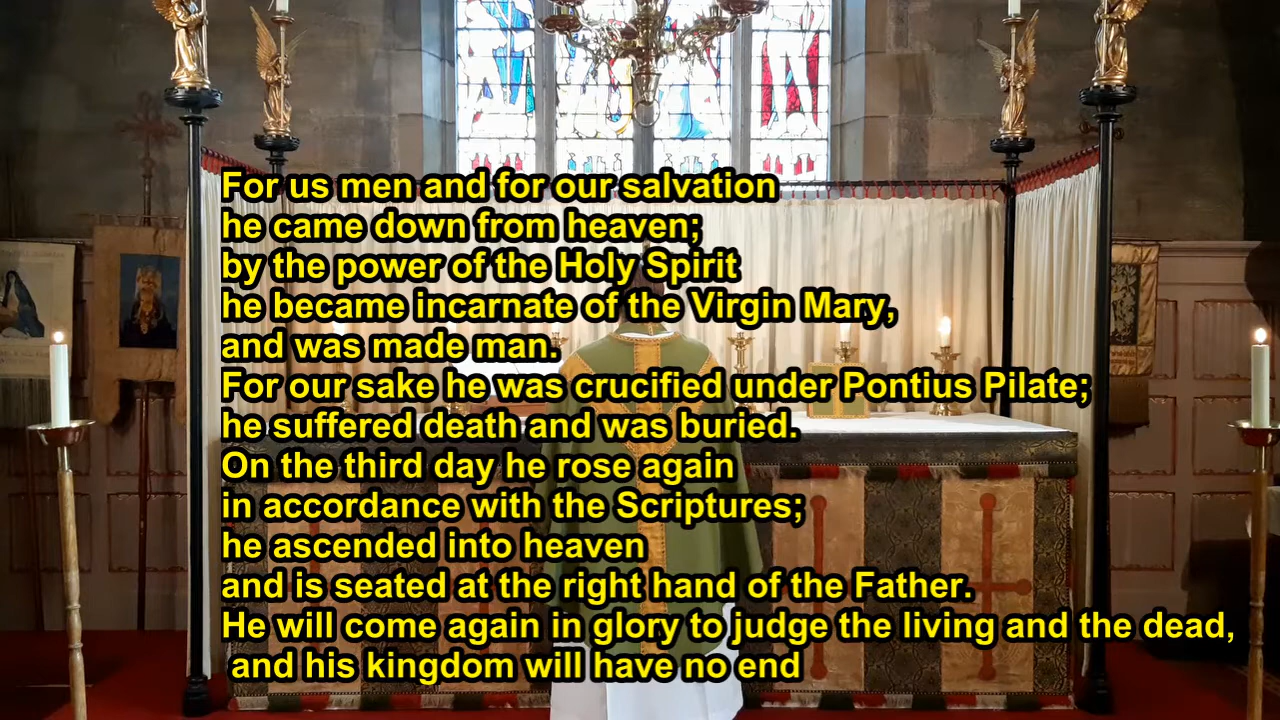 For us men and for our salvation
he came down from heaven;
by the power of the Holy Spirit
he became incarnate of the Virgin Mary,
and was made man.
For our sake he was crucified under Pontius Pilate;
he suffered death and was buried.
On the third day he rose again
in accordance with the Scriptures;
he ascended into heaven
and is seated at the right hand of the Father.
He will come again in glory to judge the living and the dead,
and his kingdom will have no end